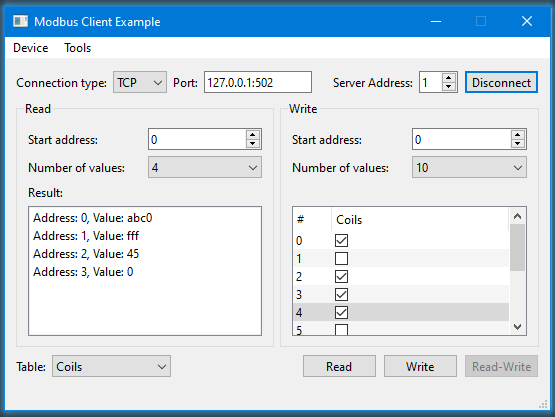 Modbus Client Example
Device Tools
Connection type: TCP Port: 127.0.0.1:502 Server Address: 1 Disconnect
Read
Start address: 0
Number of values: 4
Result:
Address: 0, Value: abc0
Address: 1, Value: fff
Address: 2, Value: 45
Address: 3, Value: 0
Write
Start address: 0
Number of values: 10
# Coils
0
1
2
3
4
5
Table: Coils Read Write Read-Write